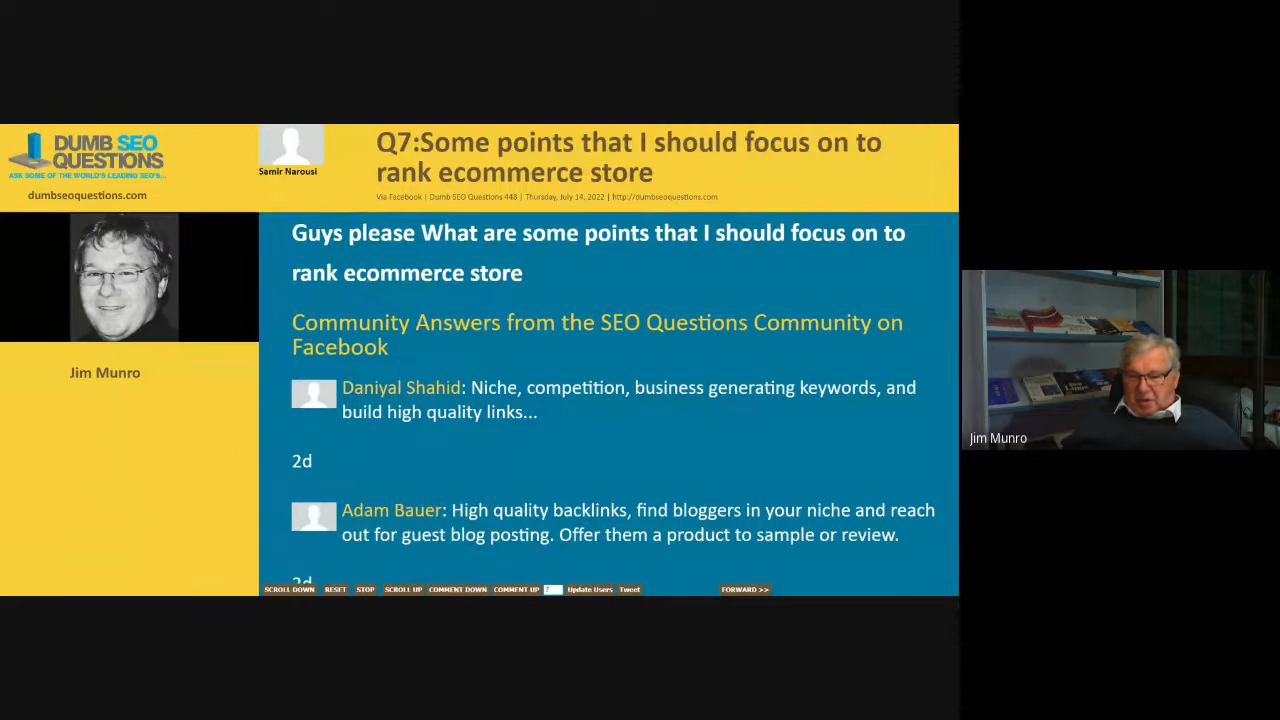 DUMB SEO
QUESTIONS
ASK SOME OF THE WORLD'S LEADING SEO'S...
dumbseoquestions.com
Samir Narousi
Q7:Some points that I should focus on to
rank ecommerce store
Via Facebook | Dumb SEO Questions 448 | Thursday, July 14, 2022 | http://dumbseoquestions.com
Jim Munro
Guys please What are some points that I should focus on to
rank ecommerce store
Community Answers from the SEO Questions Community on
Facebook
Daniyal Shahid: Niche, competition, business generating keywords, and
build high quality links...
2d
Adam Bauer: High quality backlinks, find bloggers in your niche and reach
out for guest blog posting. Offer them a product to sample or review.
2d
SCROLL DOWN RESET STOP SCROLL UP COMMENT DOWN COMMENT UP 7 Update Users Tweet FORWARD >>
Jim Munro